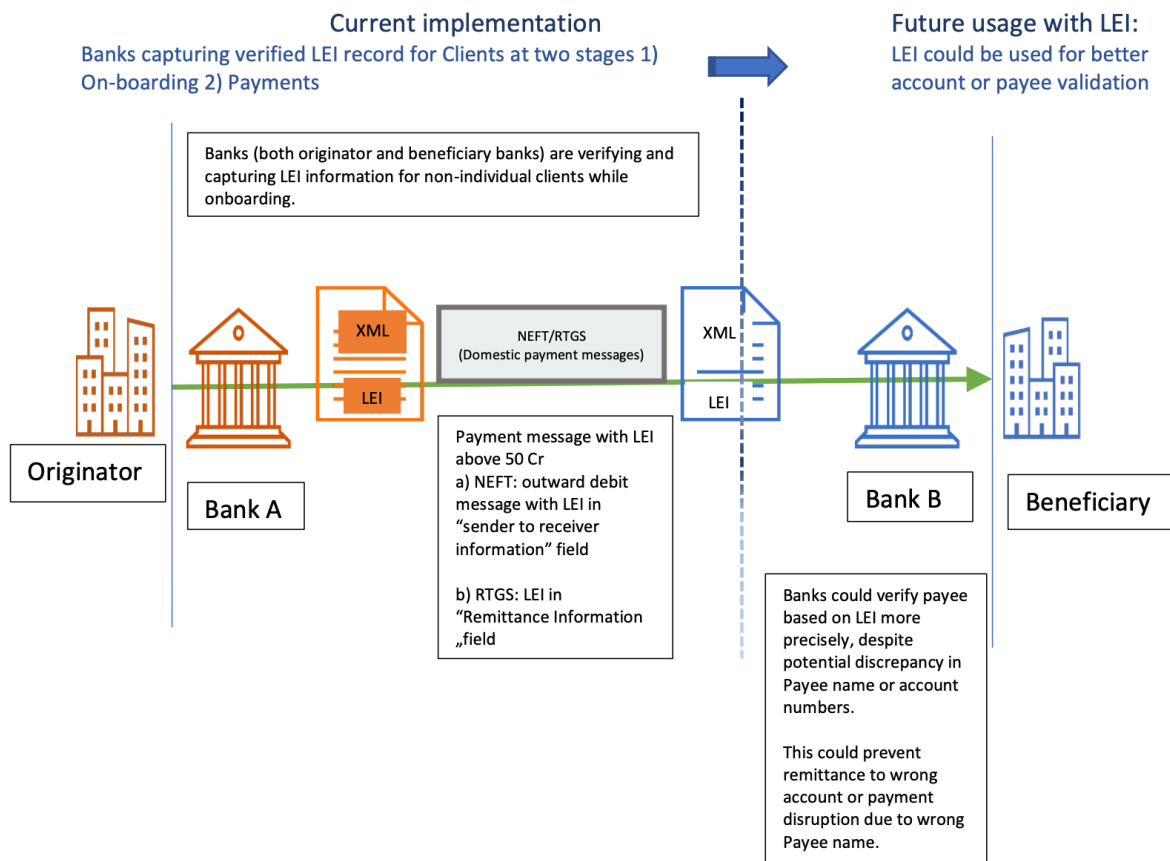 Current implementation
Banks capturing verified LEI record for Clients at two stages 1)
On-boarding 2) Payments
Future usage with LEI:
LEI could be used for better
account or payee validation
Banks (both originator and beneficiary banks) are verifying and
capturing LEI information for non-individual clients while
onboarding.
XML
LEI
NEFT/RTGS
(Domestic payment messages)
XML
LEI
Originator
Bank A
Payment message with LEI
above 50 Cr
a) NEFT: outward debit
message with LEI in
“sender to receiver
information” field
b) RTGS: LEI in
“Remittance Information
„field
Bank B
Beneficiary
Banks could verify payee
based on LEI more
precisely, despite
potential discrepancy in
Payee name or account
numbers.
This could prevent
remittance to wrong
account or payment
disruption due to wrong
Payee name.